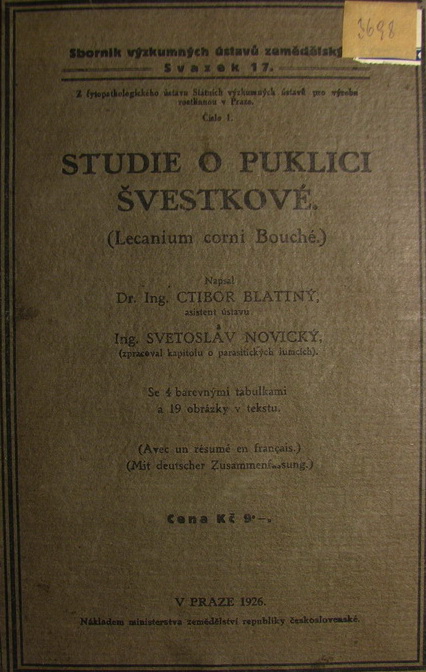 3698
Sborník výzkumných ústavů zemědělský
Svazek 17.
Z fytopathologického ústavu Státních výzkumných ústavů pro výrobu
rostlinnou v Praze.
Číslo 1.
STUDIE O PUKLICI
ŠVESTKOVÉ.
(Lecanium corni Bouché.)
Napsal
Dr. Ing. CTIBOR BLATTNÝ,
asistent ústavu
a
Ing. SVETOSLAV NOVICKÝ,
(zpracoval kapitolu o parasitických lumcích).
Se 4 barevnými tabulkami
a 19 obrázky v textu.
(Avec un résumé en français.)
(Mit deutscher Zusammenfassung.)
Cena Kč 9·–.
V PRAZE 1926.
Nákladem ministerstva zemědělství republiky československé.